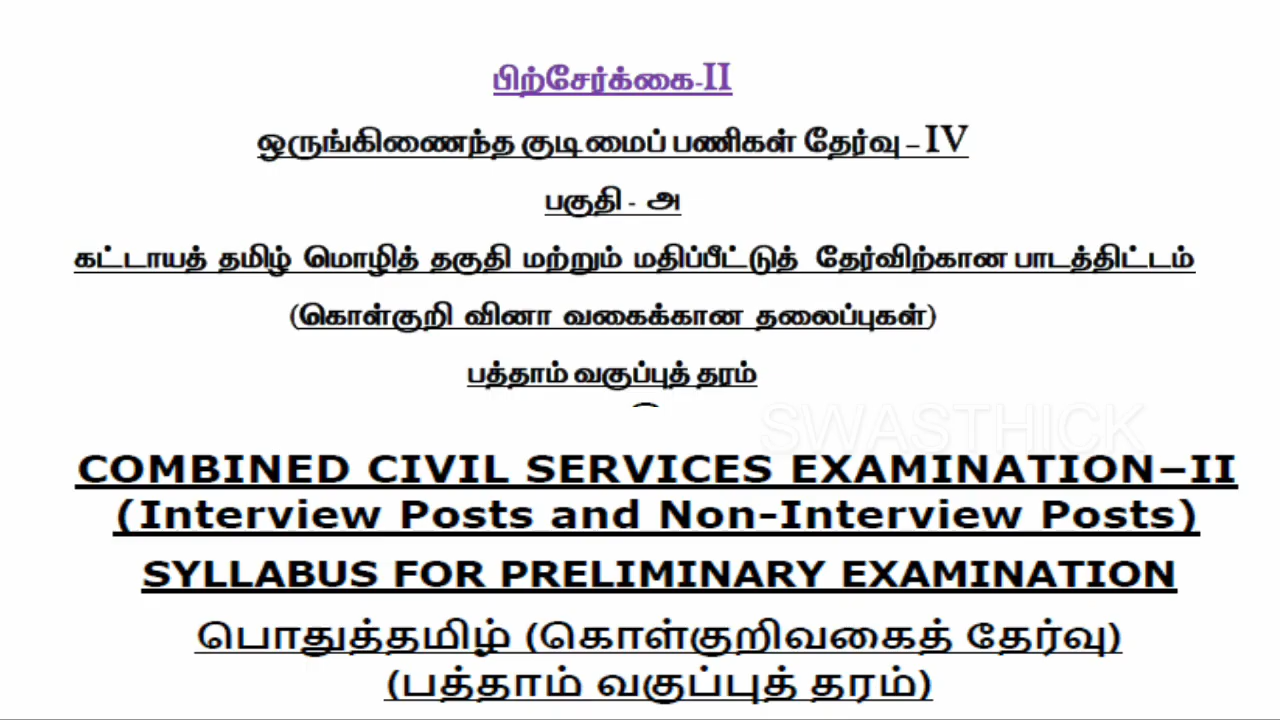 பிற்சேர்க்கை-II
ஒருங்கிணைந்த குடிமைப் பணிகள் தேர்வு – IV
பகுதி - அ
கட்டாயத் தமிழ் மொழித் தகுதி மற்றும் மதிப்பீட்டுத் தேர்விற்கான பாடத்திட்டம்
(கொள்குறி வினா வகைக்கான தலைப்புகள்)
பத்தாம் வகுப்புத் தரம்
SWASTHICK
COMBINED CIVIL SERVICES EXAMINATION–II
(Interview Posts and Non-Interview Posts)
SYLLABUS FOR PRELIMINARY EXAMINATION
பொதுத்தமிழ் (கொள்குறிவகைத் தேர்வு)
(பத்தாம் வகுப்புத் தரம்)